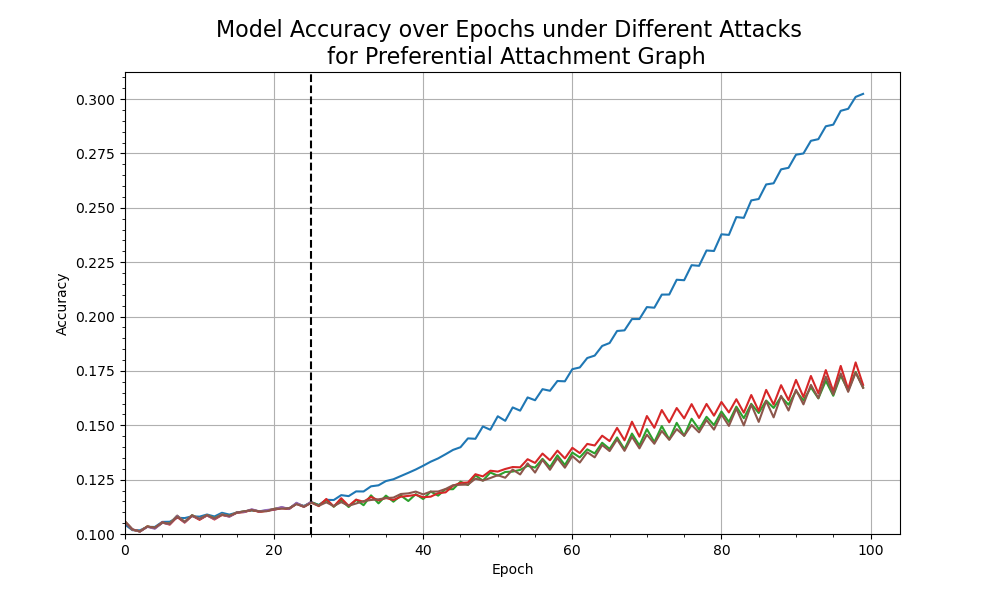 Model Accuracy over Epochs under Different Attacks
for Preferential Attachment Graph
0.300
0.275
0.250
0.225
0.200
0.175
0.150
0.125
0.100
Accuracy
0 20 40 60 80 100
Epoch